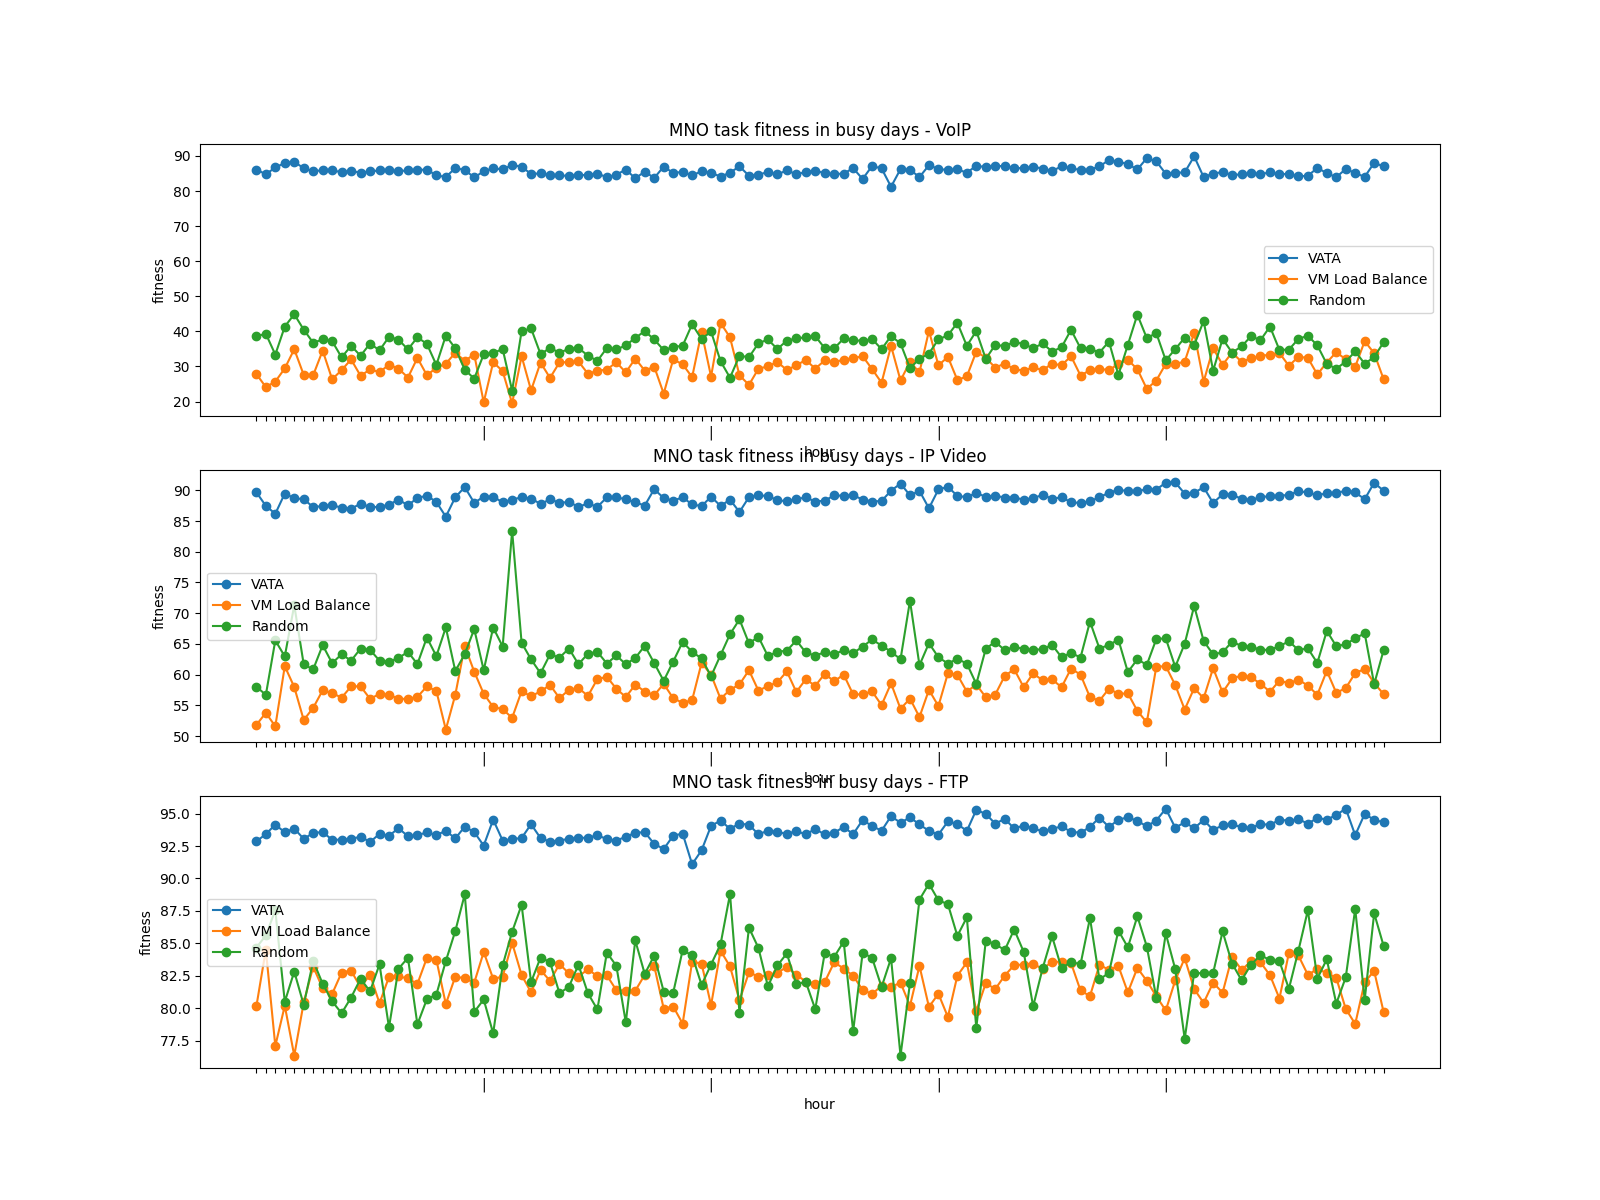 MNO task fitness in busy days - VoIP
90
80
70
60
50
40
30
20
fitness
VATA
VM Load Balance
Random
|
|
|
|
hour
MNO task fitness in busy days - IP Video
90
85
80
75
70
65
60
55
50
fitness
VATA
VM Load Balance
Random
|
|
|
|
hour
MNO task fitness in busy days - FTP
95.0
92.5
90.0
87.5
85.0
82.5
80.0
77.5
fitness
VATA
VM Load Balance
Random
|
|
|
|
hour